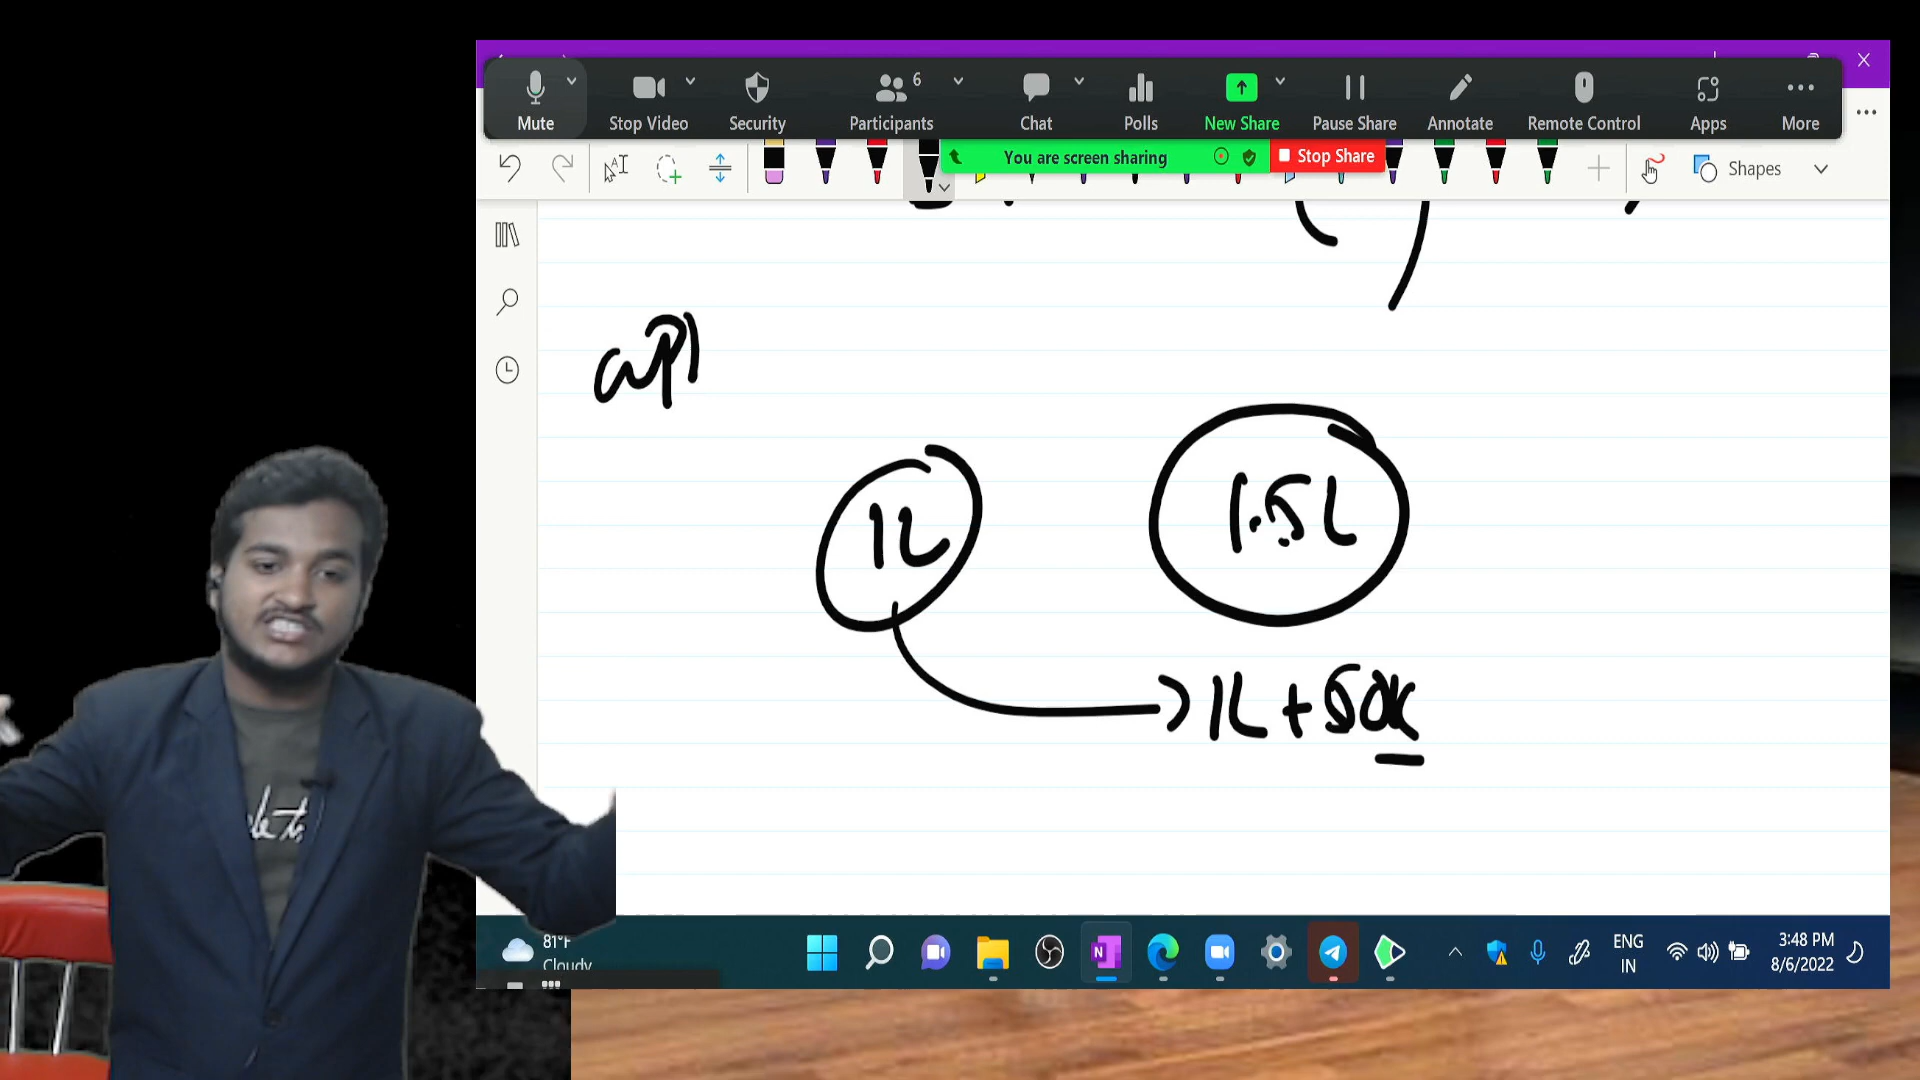 6
Mute Stop Video Security Participants Chat Polls New Share Pause Share Annotate Remote Control Apps More
You are screen sharing Stop Share
Shapes
api
1L 1.5L
1L + 50K
81°F
Cloudy
ENG
IN
3:48 PM
8/6/2022